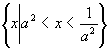 {x|a² < x < 1/a²}